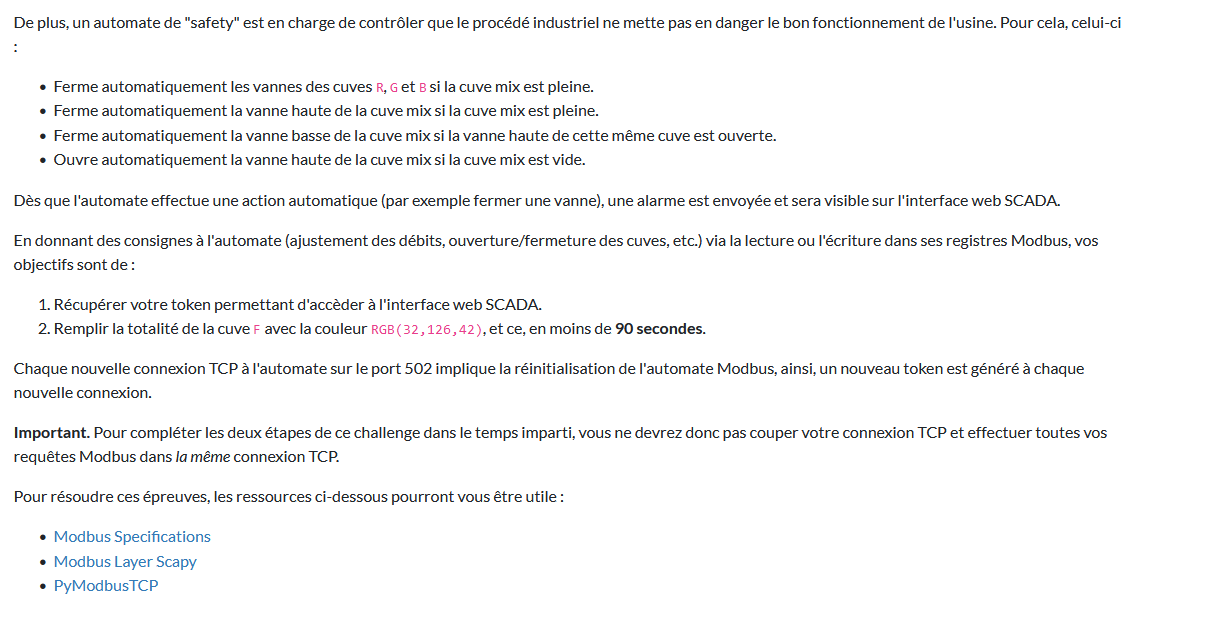 De plus, un automate de "safety" est en charge de contrôler que le procédé industriel ne mette pas en danger le bon fonctionnement de l'usine. Pour cela, celui-ci
:
• Ferme automatiquement les vannes des cuves R, G et B si la cuve mix est pleine.
• Ferme automatiquement la vanne haute de la cuve mix si la cuve mix est pleine.
• Ferme automatiquement la vanne basse de la cuve mix si la vanne haute de cette même cuve est ouverte.
• Ouvre automatiquement la vanne haute de la cuve mix si la cuve mix est vide.
Dès que l'automate effectue une action automatique (par exemple fermer une vanne), une alarme est envoyée et sera visible sur l'interface web SCADA.
En donnant des consignes à l'automate (ajustement des débits, ouverture/fermeture des cuves, etc.) via la lecture ou l'écriture dans ses registres Modbus, vos
objectifs sont de :
1. Récupérer votre token permettant d'accèder à l'interface web SCADA.
2. Remplir la totalité de la cuve F avec la couleur RGB(32,126,42), et ce, en moins de 90 secondes.
Chaque nouvelle connexion TCP à l'automate sur le port 502 implique la réinitialisation de l'automate Modbus, ainsi, un nouveau token est généré à chaque
nouvelle connexion.
Important. Pour compléter les deux étapes de ce challenge dans le temps imparti, vous ne devrez donc pas couper votre connexion TCP et effectuer toutes vos
requêtes Modbus dans la même connexion TCP.
Pour résoudre ces épreuves, les ressources ci-dessous pourront vous être utile :
• Modbus Specifications
• Modbus Layer Scapy
• PyModbusTCP